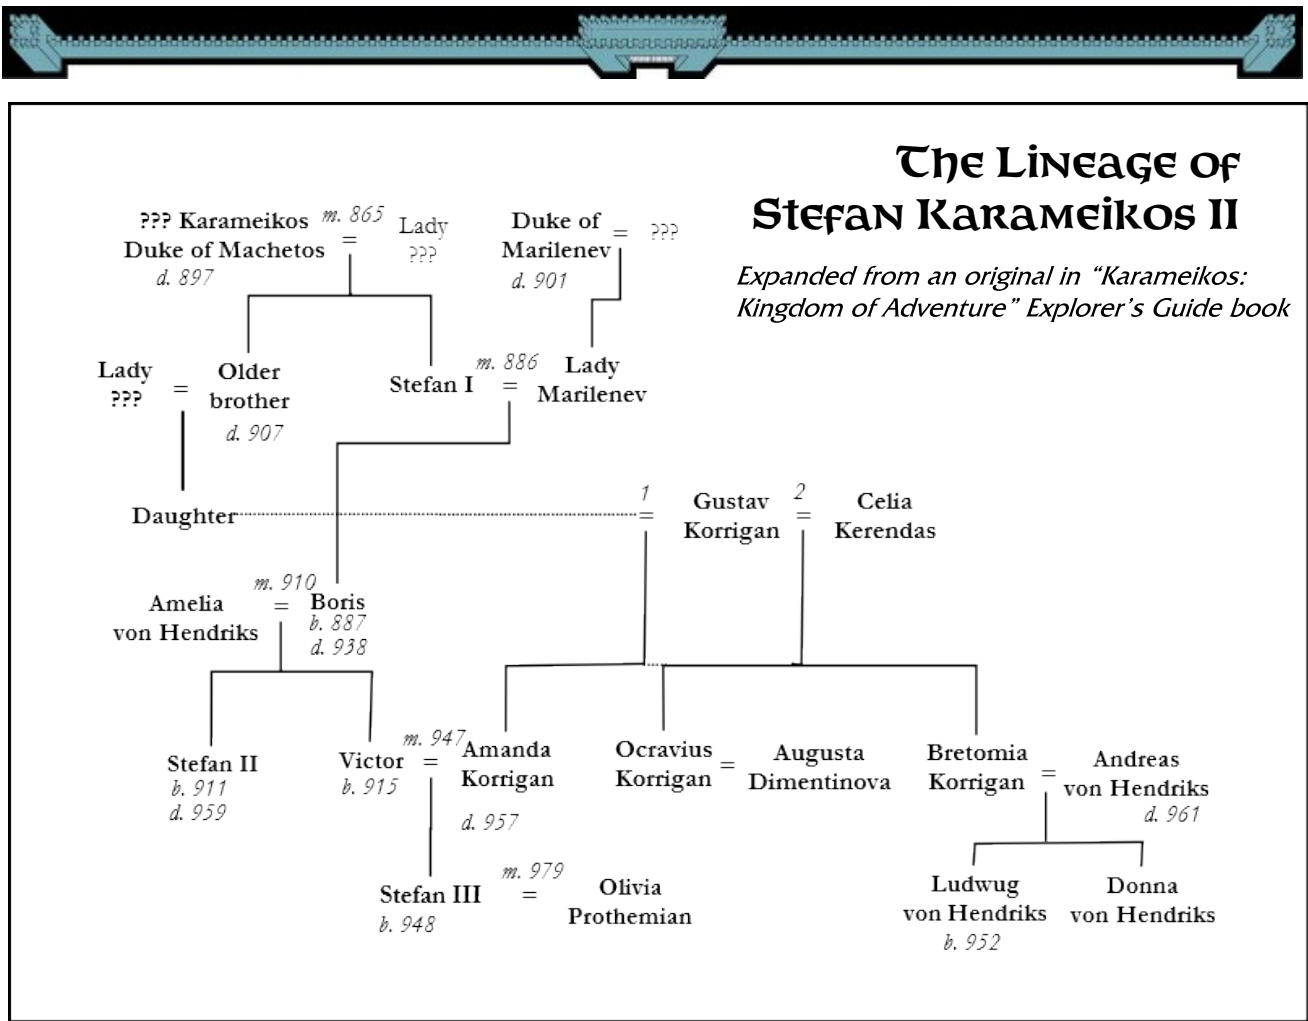 The Lineage of
Stefan Karameikos II
Expanded from an original in “Karameikos:
Kingdom of Adventure” Explorer’s Guide book
??? Karameikos
Duke of Machetos
d. 897
m. 865
=
Lady
???
Duke of
Marilenev
d. 901
=
???
Lady
???
=
Older
brother
d. 907
Stefan I
m. 886
=
Lady
Marilenev
Daughter
1
=
Gustav
Korrigan
2
=
Celia
Kerendas
Amelia
von Hendriks
m. 910
=
Boris
b. 887
d. 938
Stefan II
b. 911
d. 959
Victor
b. 915
m. 947
=
Amanda
Korrigan
d. 957
Ocravius
Korrigan
=
Augusta
Dimentinova
Bretomia
Korrigan
=
Andreas
von Hendriks
d. 961
Stefan III
b. 948
m. 979
=
Olivia
Prothemian
Ludwug
von Hendriks
b. 952
Donna
von Hendriks